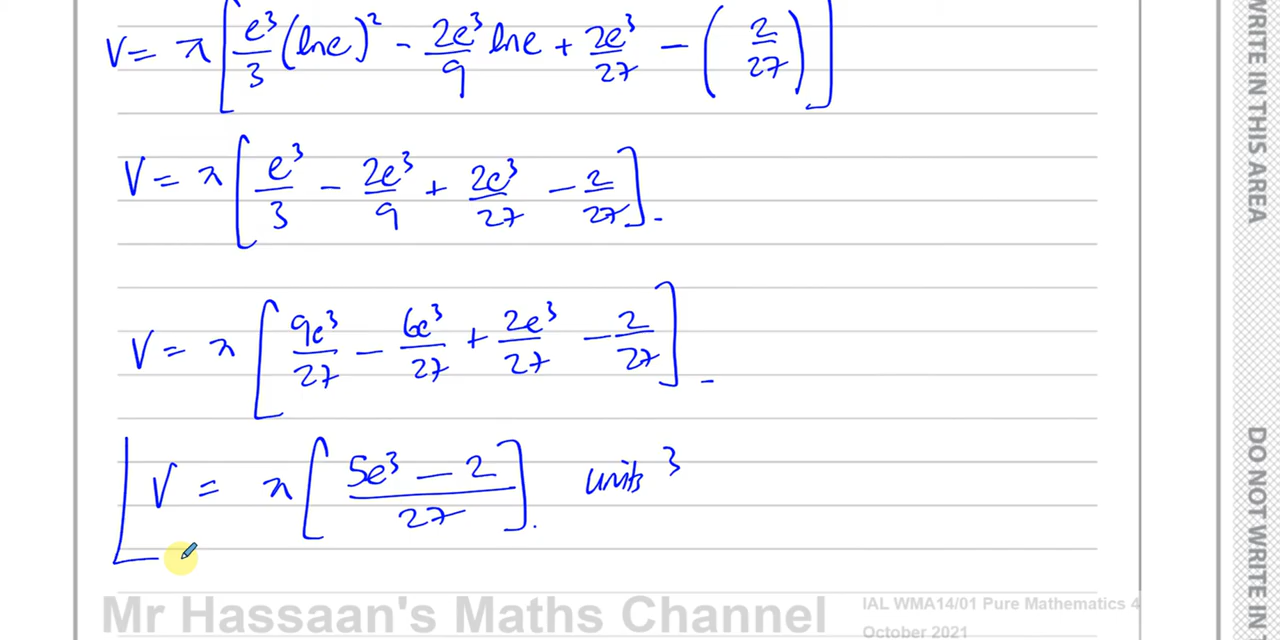 V = π [ e³/3 (ln e)² - 2e³/9 ln e + 2e³/27 - ( 2/27 ) ]
V = π [ e³/3 - 2e³/9 + 2e³/27 - 2/27 ].
V = π [ 9e³/27 - 6e³/27 + 2e³/27 - 2/27 ]
V = π [ 5e³ - 2 / 27 ]. units ³
Mr Hassaan's Maths Channel
IAL WMA14/01 Pure Mathematics 4
October 2021
WRITE IN THIS AREA
DO NOT WRITE IN